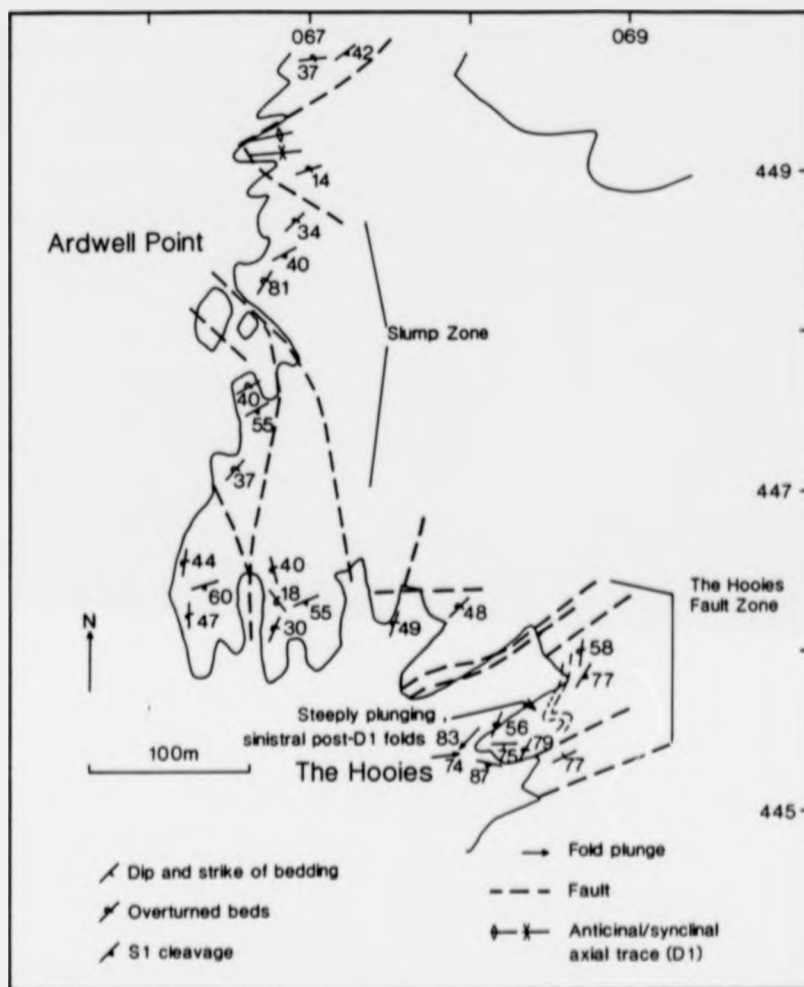 067
069
42
37
449
14
34
Ardwell Point
40
81
Slump Zone
40
55
37
447
44
40
The Hooies
Fault Zone
60
18
55
48
N
47
30
49
58
77
Steeply plunging
sinistral post-D1 folds
56
83
79
100m
The Hooies
74
75
87
77
445
Dip and strike of bedding
Fold plunge
Overturned beds
Fault
S1 cleavage
Anticinal/synclinal
axial trace (D1)